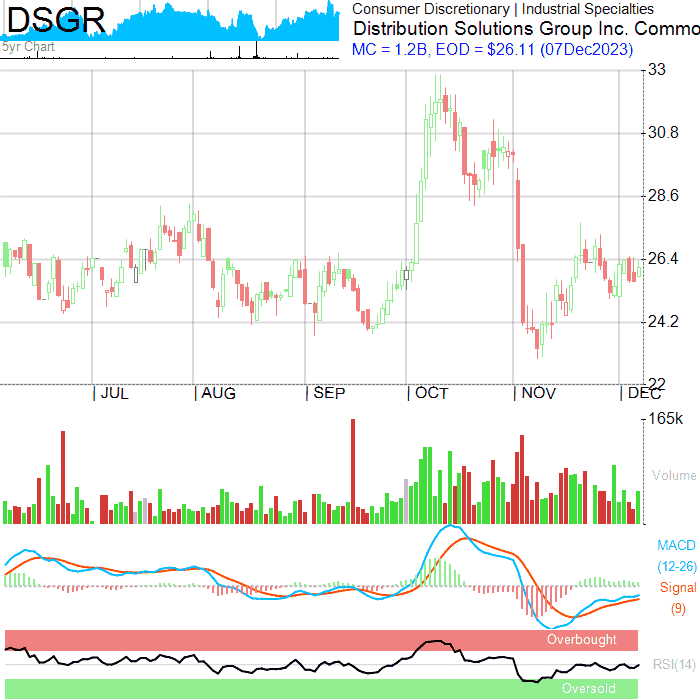 DSGR
5yr Chart
Consumer Discretionary | Industrial Specialties
Distribution Solutions Group Inc. Commo
MC = 1.2B, EOD = $26.11 (07Dec2023)
33
30.8
28.6
26.4
24.2
22
| JUL | AUG | SEP | OCT | NOV | DEC
165k
Volume
MACD
(12-26)
Signal
(9)
Overbought
RSI(14)
Oversold